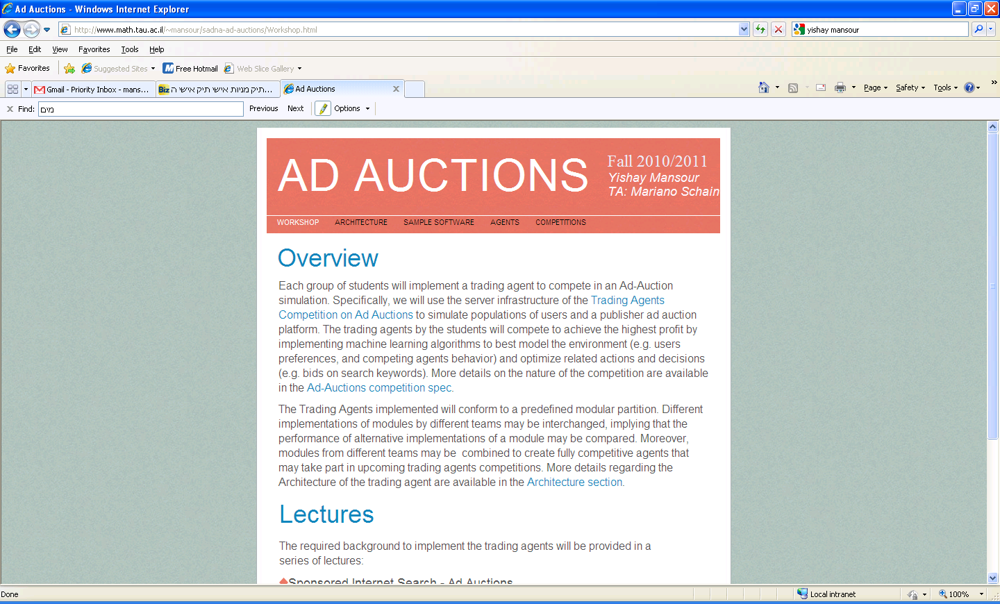 Ad Auctions - Windows Internet Explorer
http://www.math.tau.ac.il/~mansour/sadna-ad-auctions/Workshop.html
yishay mansour
File Edit View Favorites Tools Help
Favorites Suggested Sites Free Hotmail Web Slice Gallery
Gmail - Priority Inbox - mans... Biz תיק מניות אישי תיק אישי ה... Ad Auctions
Page Safety Tools
Find: מים Previous Next Options
AD AUCTIONS
Fall 2010/2011
Yishay Mansour
TA: Mariano Schain
WORKSHOP ARCHITECTURE SAMPLE SOFTWARE AGENTS COMPETITIONS
Overview
Each group of students will implement a trading agent to compete in an Ad-Auction
simulation. Specifically, we will use the server infrastructure of the Trading Agents
Competition on Ad Auctions to simulate populations of users and a publisher ad auction
platform. The trading agents by the students will compete to achieve the highest profit by
implementing machine learning algorithms to best model the environment (e.g. users
preferences, and competing agents behavior) and optimize related actions and decisions
(e.g. bids on search keywords). More details on the nature of the competition are available
in the Ad-Auctions competition spec.
The Trading Agents implemented will conform to a predefined modular partition. Different
implementations of modules by different teams may be interchanged, implying that the
performance of alternative implementations of a module may be compared. Moreover,
modules from different teams may be combined to create fully competitive agents that
may take part in upcoming trading agents competitions. More details regarding the
Architecture of the trading agent are available in the Architecture section.
Lectures
The required background to implement the trading agents will be provided in a
series of lectures:
Sponsored Internet Search - Ad Auctions
Done Local intranet 100%